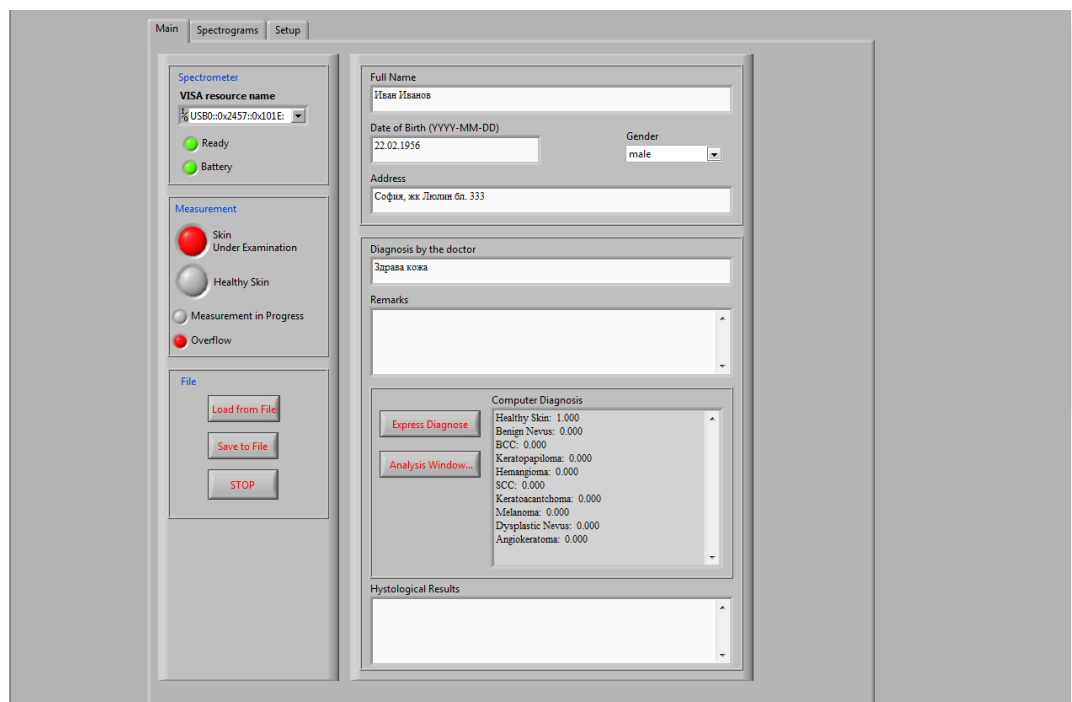 Main
Spectrograms
Setup
Spectrometer
VISA resource name
USB0::0x2457::0x101E:
Ready
Battery
Measurement
Skin
Under Examination
Healthy Skin
Measurement in Progress
Overflow
File
Load from File
Save to File
STOP
Full Name
Иван Иванов
Date of Birth (YYYY-MM-DD)
22.02.1956
Gender
male
Address
София, жк Люлин бл. 333
Diagnosis by the doctor
Здрава кожа
Remarks
Express Diagnose
Analysis Window...
Computer Diagnosis
Healthy Skin: 1.000
Benign Nevus: 0.000
BCC: 0.000
Keratopapiloma: 0.000
Hemangioma: 0.000
SCC: 0.000
Keratoacantchoma: 0.000
Melanoma: 0.000
Dysplastic Nevus: 0.000
Angiokeratoma: 0.000
Hystological Results